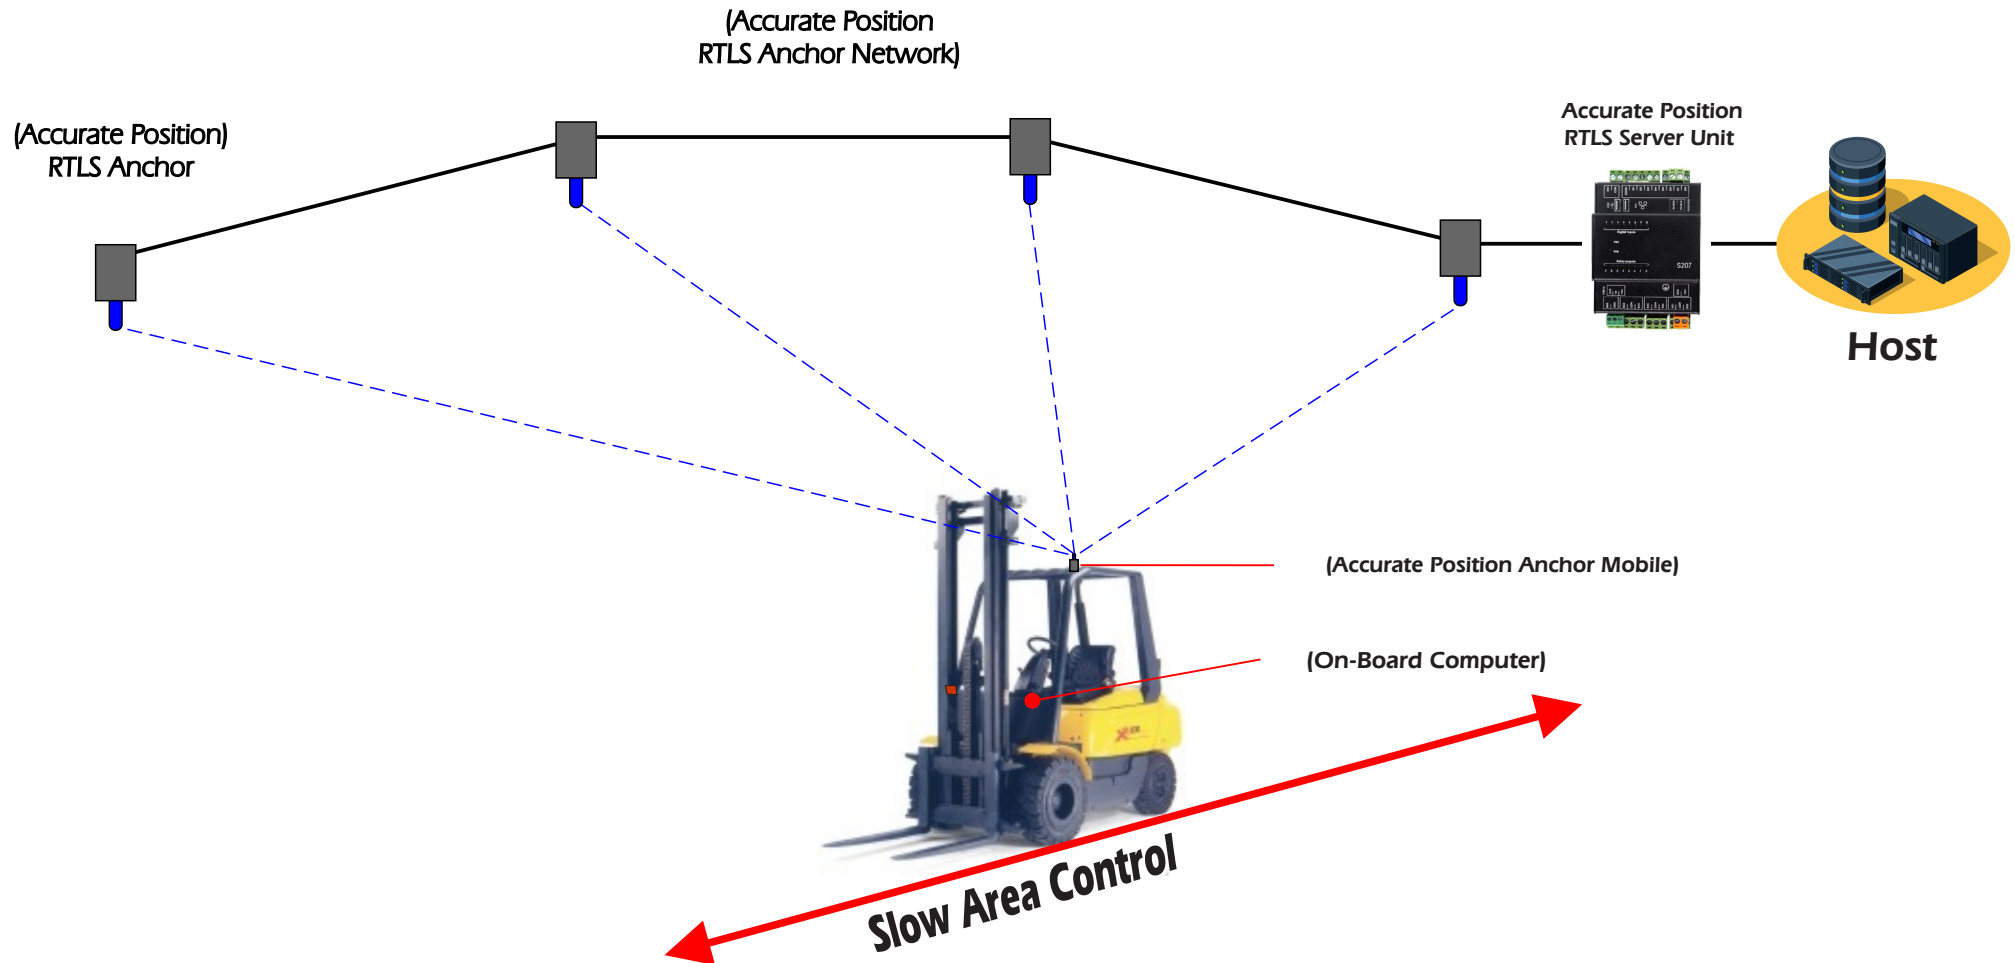 (Accurate Position
RTLS Anchor Network)
(Accurate Position)
RTLS Anchor
Accurate Position
RTLS Server Unit
S207
Host
(Accurate Position Anchor Mobile)
(On-Board Computer)
Slow Area Control